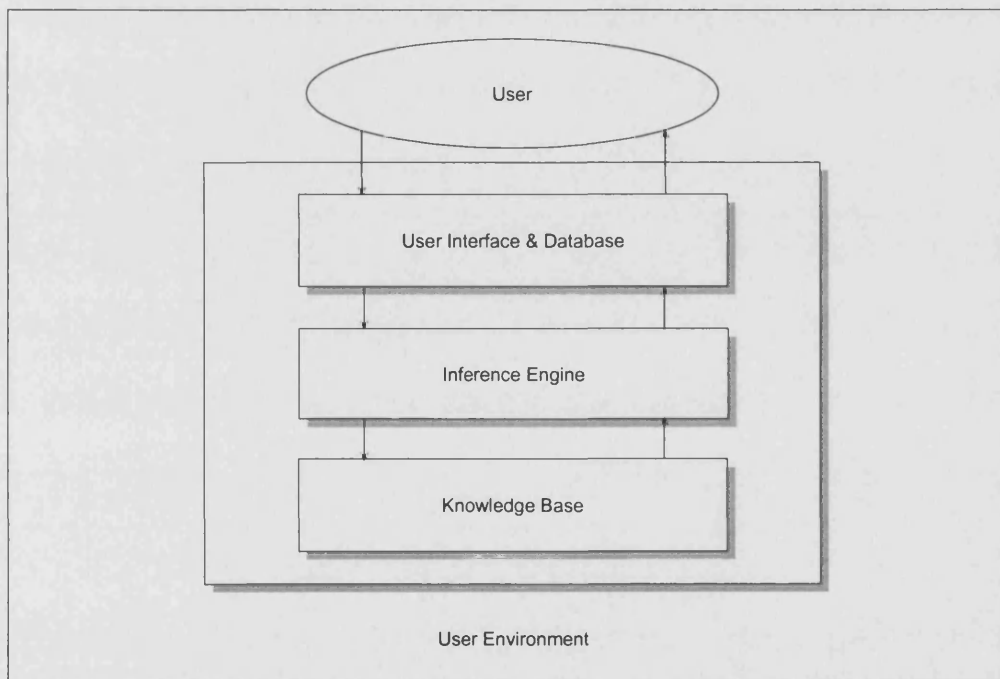 User
User Interface & Database
Inference Engine
Knowledge Base
User Environment